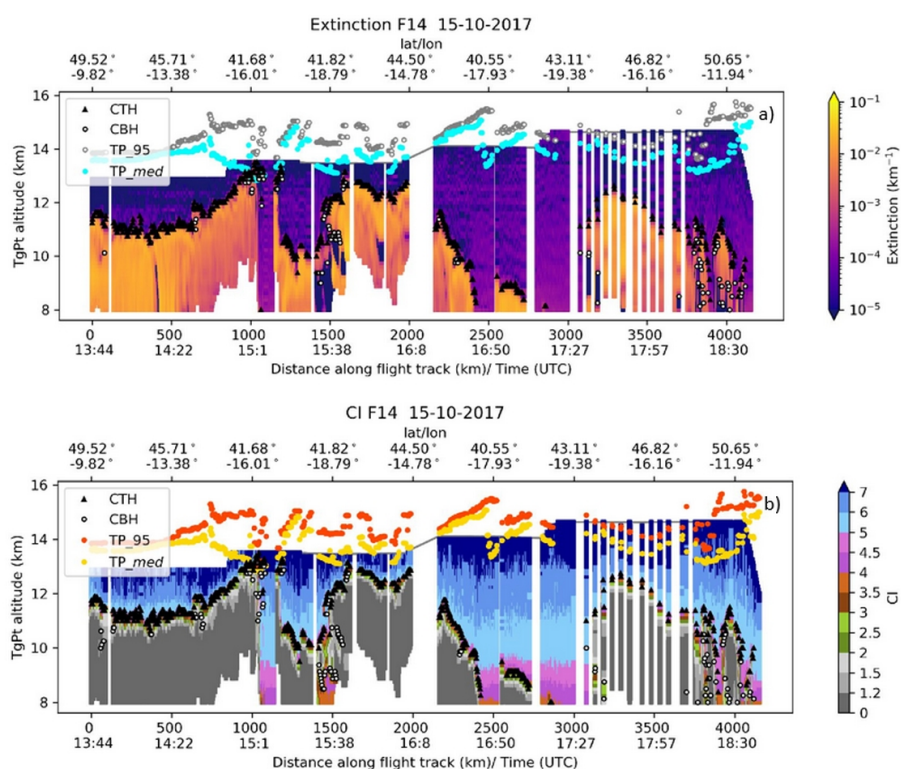 Extinction F14 15-10-2017
lat/lon
49.52° 45.71° 41.68° 41.82° 44.50° 40.55° 43.11° 46.82° 50.65°
-9.82° -13.38° -16.01° -18.79° -14.78° -17.93° -19.38° -16.16° -11.94°
a)
CTH
CBH
TP_95
TP_med
16
14
12
10
8
TgPt altitude (km)
0 500 1000 1500 2000 2500 3000 3500 4000
13:44 14:22 15:1 15:38 16:8 16:50 17:27 17:57 18:30
Distance along flight track (km)/ Time (UTC)
10⁻¹
10⁻²
10⁻³
10⁻⁴
10⁻⁵
Extinction (km⁻¹)
CI F14 15-10-2017
lat/lon
49.52° 45.71° 41.68° 41.82° 44.50° 40.55° 43.11° 46.82° 50.65°
-9.82° -13.38° -16.01° -18.79° -14.78° -17.93° -19.38° -16.16° -11.94°
b)
CTH
CBH
TP_95
TP_med
16
14
12
10
8
TgPt altitude (km)
0 500 1000 1500 2000 2500 3000 3500 4000
13:44 14:22 15:1 15:38 16:8 16:50 17:27 17:57 18:30
Distance along flight track (km)/ Time (UTC)
7
6
5
4.5
4
3.5
3
2.5
2
1.5
1.2
0
CI